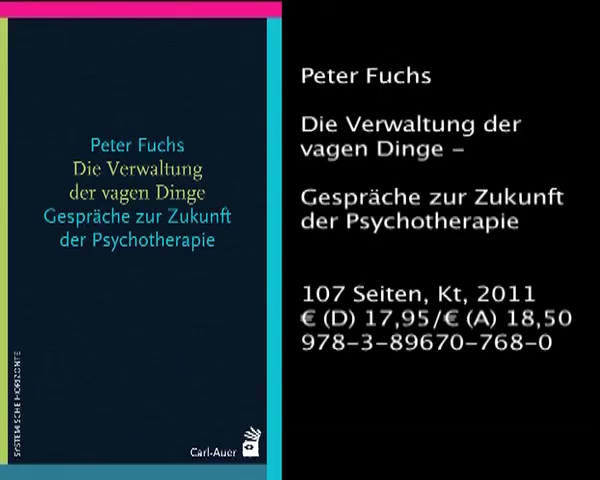 Peter Fuchs
Die Verwaltung
der vagen Dinge
Gespräche zur Zukunft
der Psychotherapie
SYSTEMISCHE HORIZONTE
Carl-Auer
Peter Fuchs
Die Verwaltung der
vagen Dinge –
Gespräche zur Zukunft
der Psychotherapie
107 Seiten, Kt, 2011
€ (D) 17,95/€ (A) 18,50
978-3-89670-768-0